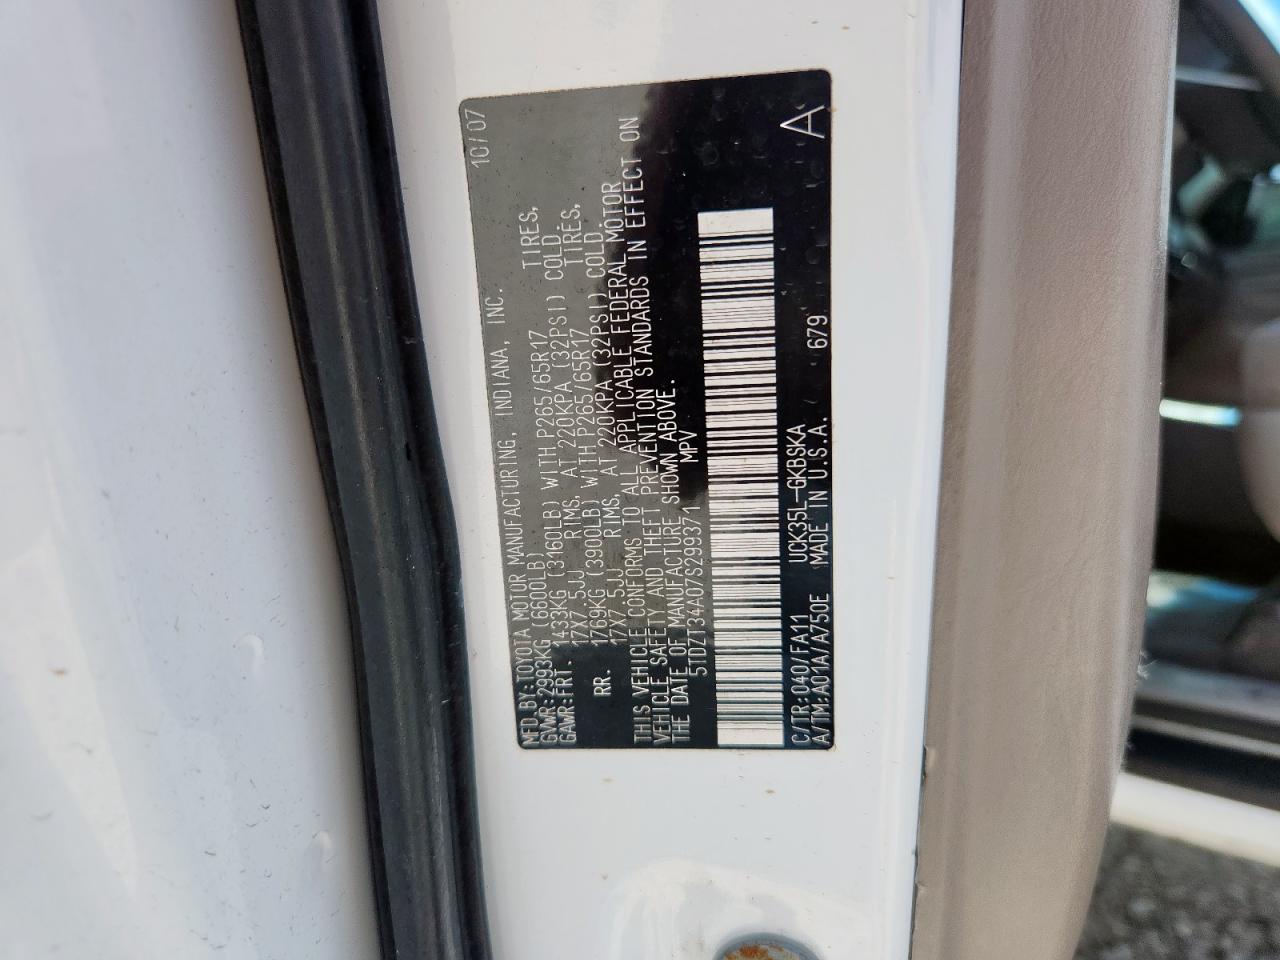 MFD.BY:TOYOTA MOTOR MANUFACTURING, INDIANA, INC. 10/07
GVWR:2993KG (6600LB)
GAWR:FRT. 1433KG (3160LB) WITH P265/65R17 TIRES,
17X7.5JJ RIMS, AT 220KPA (32PSI) COLD.
RR. 1769KG (3900LB) WITH P265/65R17 TIRES,
17X7.5JJ RIMS, AT 220KPA (32PSI) COLD.
THIS VEHICLE CONFORMS TO ALL APPLICABLE FEDERAL MOTOR
VEHICLE SAFETY AND THEFT PREVENTION STANDARDS IN EFFECT ON
THE DATE OF MANUFACTURE SHOWN ABOVE.
5TDZT34A07S299371 MPV
C/TR:040/FA11 UCK35L-GKBSKA 679 A
A/TM:A01A/A750E MADE IN U.S.A.